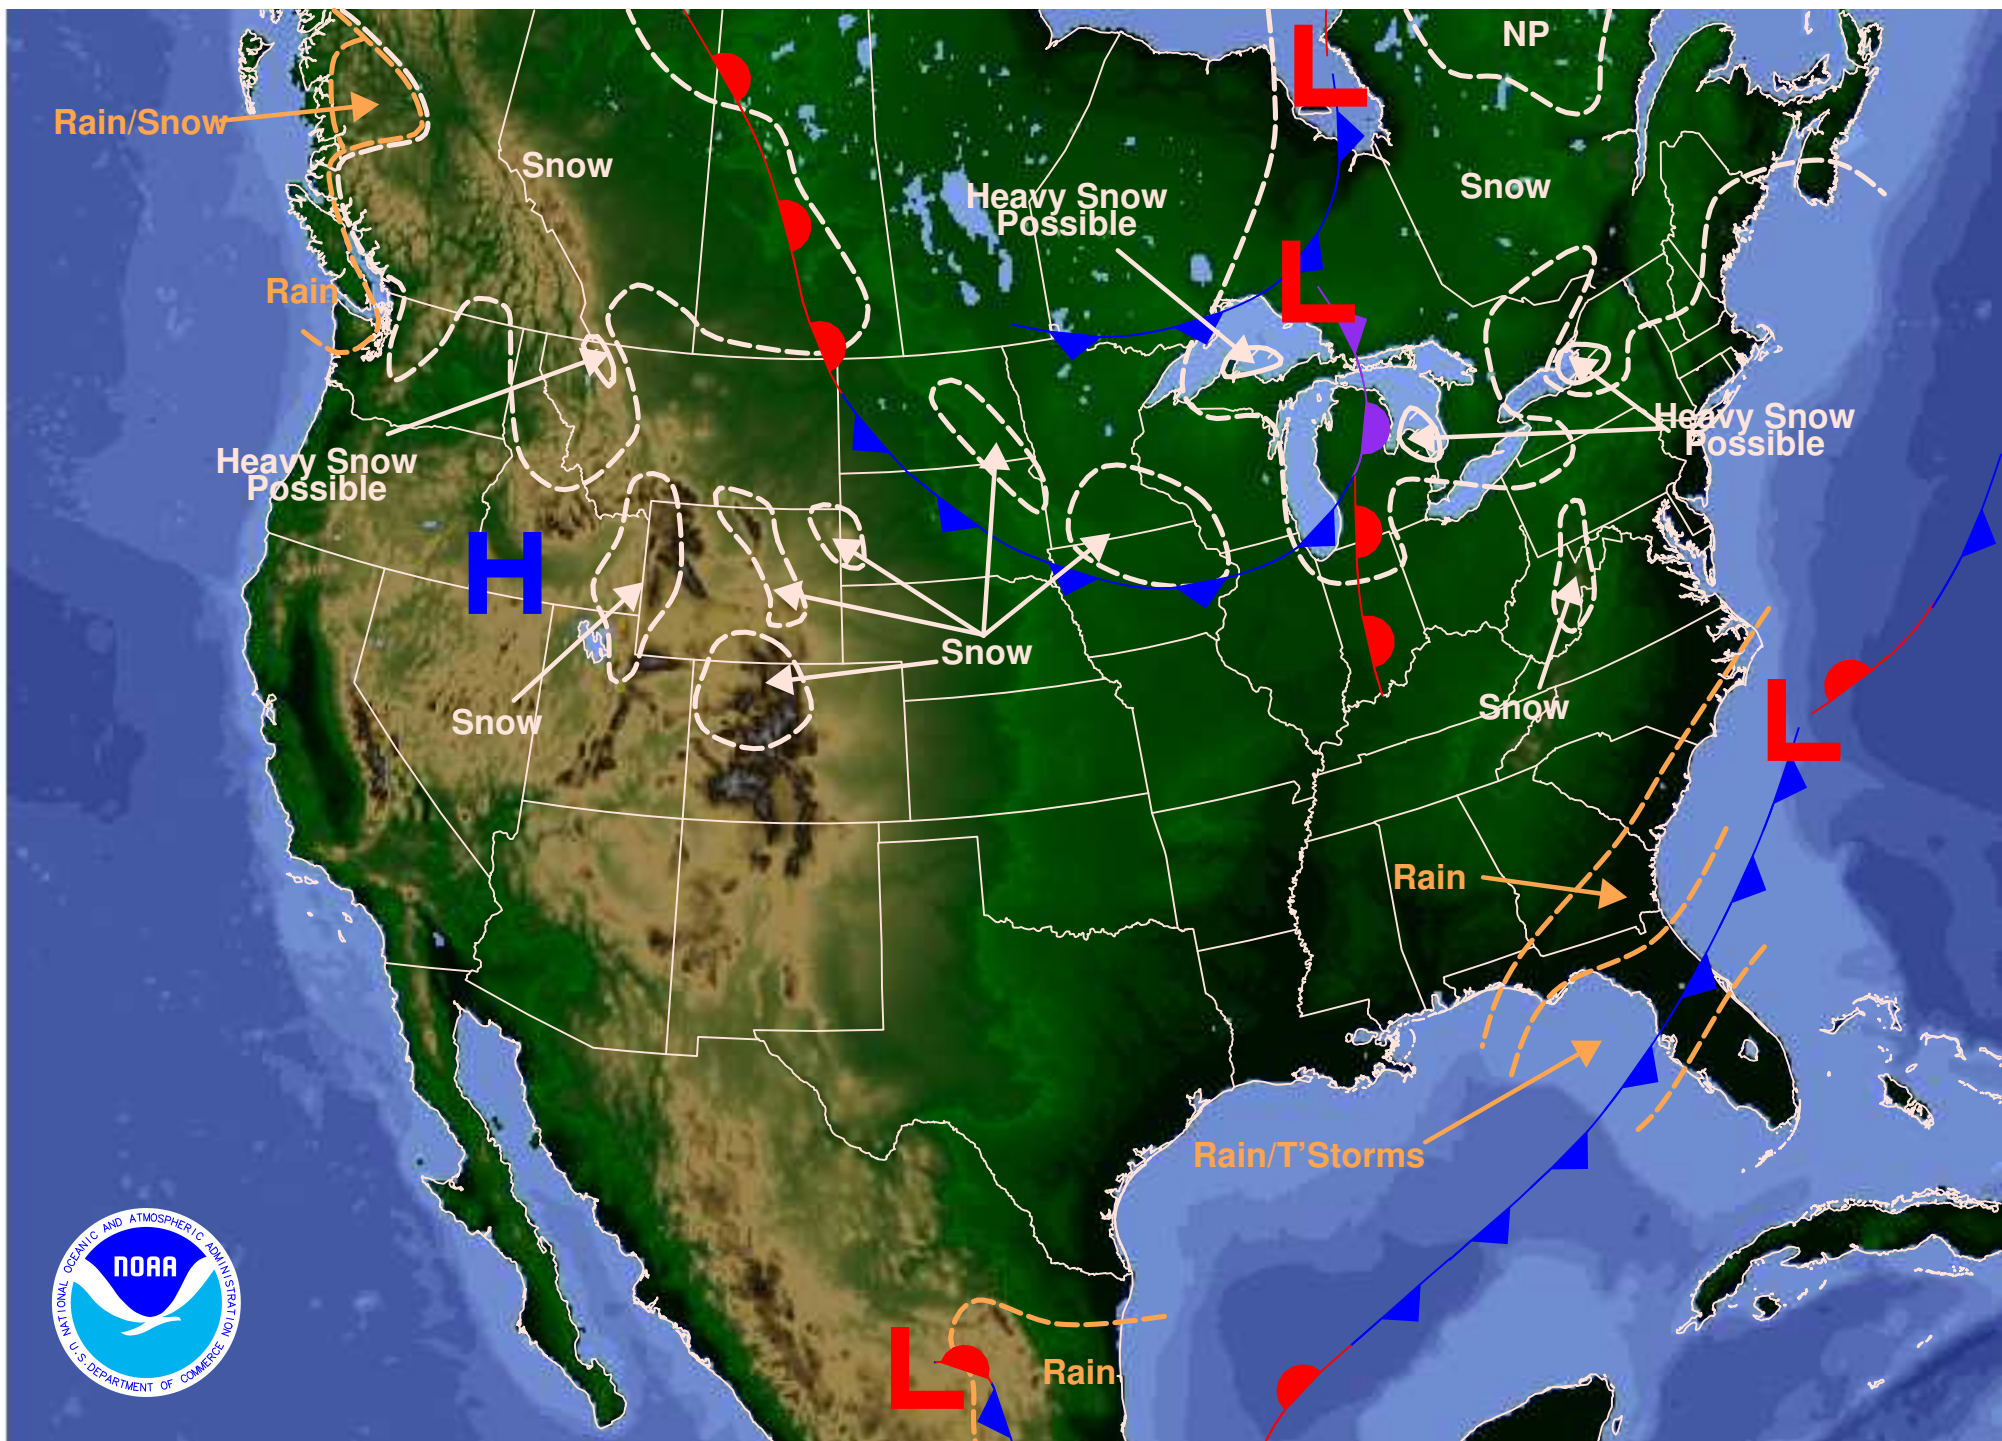 NP
L
Rain/Snow
Snow
Heavy Snow
Possible
Snow
L
Rain
Heavy Snow
Possible
Heavy Snow
Possible
H
Snow
Snow
Snow
L
Rain
Rain/T'Storms
L
Rain
NOAA
NATIONAL OCEANIC AND ATMOSPHERIC ADMINISTRATION
U.S. DEPARTMENT OF COMMERCE